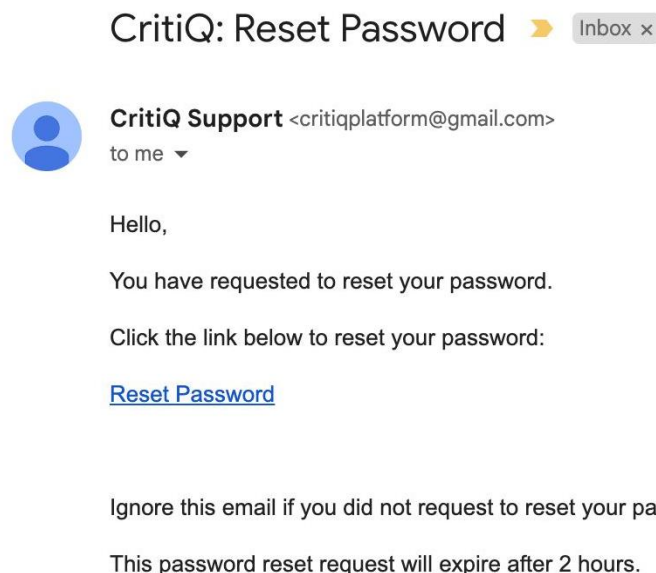 CritiQ: Reset Password Inbox ×
CritiQ Support <critiqplatform@gmail.com>
to me
Hello,
You have requested to reset your password.
Click the link below to reset your password:
Reset Password
Ignore this email if you did not request to reset your pa
This password reset request will expire after 2 hours.